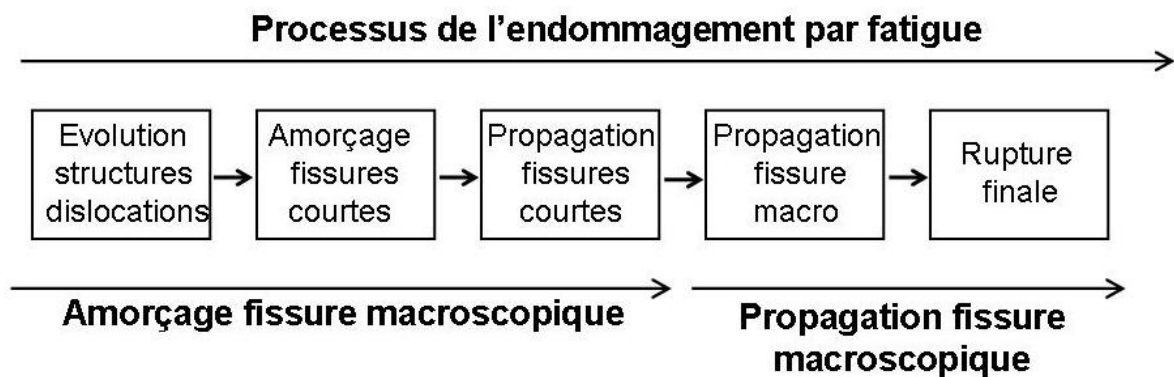 Processus de l'endommagement par fatigue
Evolution
structures
dislocations
Amorçage
fissures
courtes
Propagation
fissures
courtes
Propagation
fissure
macro
Rupture
finale
Amorçage fissure macroscopique
Propagation fissure
macroscopique